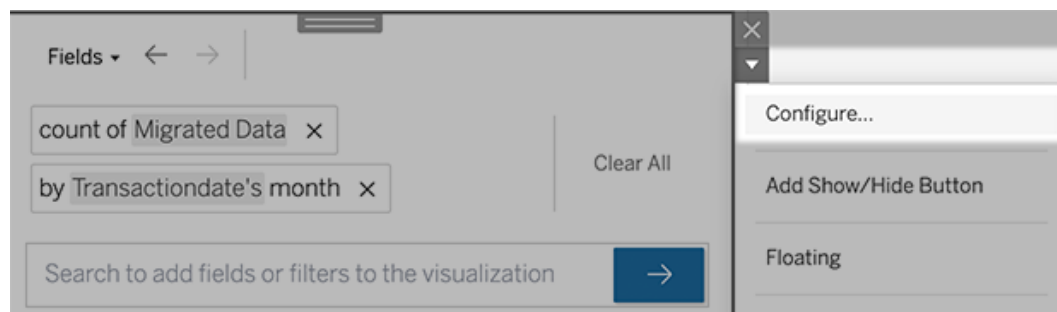 Fields
count of Migrated Data ×
by Transactiondate's month ×
Clear All
Search to add fields or filters to the visualization
Configure...
Add Show/Hide Button
Floating